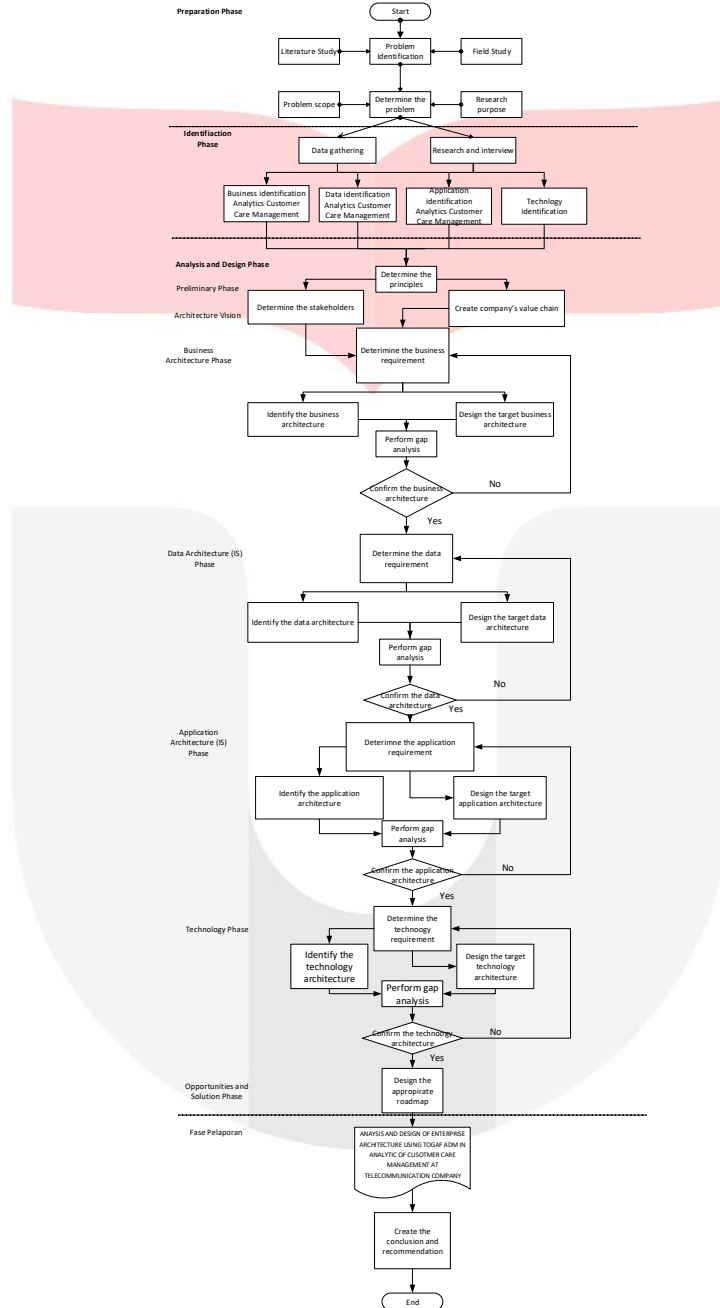 Preparation Phase
Start
Literature Study
Problem
Identification
Field Study
Problem scope
Determine the
problem
Research
purpose
Identifiaction
Phase
Data gathering
Research and interview
Business identification
Analytics Customer
Care Management
Data identification
Analytics Customer
Care Management
Application
identification
Analytics Customer
Care Management
Technlogy
identification
Analysis and Design Phase
Determine the
principles
Preliminary Phase
Determine the stakeholders
Create company's value chain
Architecture Vision
Business
Architecture Phase
Detirimine the business
requirement
Identify the business
architecture
Design the target business
architecture
Perform gap
analysis
Confirm the business
architecture
No
Yes
Data Architecture (IS)
Phase
Determine the data
requirement
Identify the data architecture
Design the target data
architecture
Perform gap
analysis
No
Confirm the data
architecture
Yes
Application
Architecture (IS)
Phase
Deterimne the application
requirement
Identify the application
architecture
Design the target
application architecture
Perform gap
analysis
Confirm the application
architecture
No
Yes
Technology Phase
Determine the
technoogy
requirement
Identify the
technology
architecture
Design the target
technology
architecture
Perform gap
analysis
Confirm the technoogy
architecture
No
Yes
Opportunities and
Solution Phase
Design the
appropirate
roadmap
Fase Pelaporan
ANAYSIS AND DESIGN OF ENTERPRISE
ARCHITECTURE USING TOGAF ADM IN
ANALYTIC OF CUSOTMER CARE
MANAGEMENT AT
TELECOMMUNICATION COMPANY
Create the
conclusion and
recommendation
End